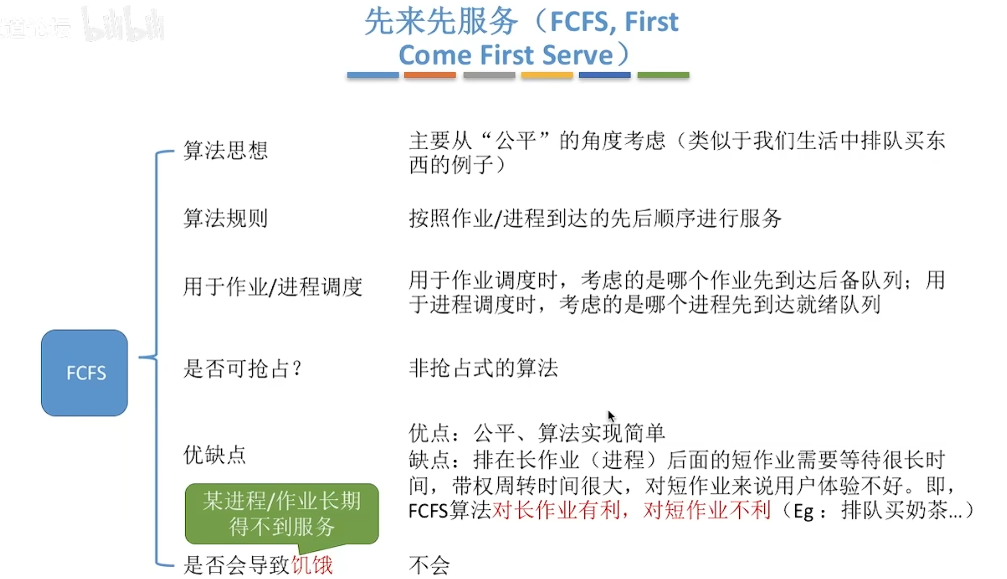 先来先服务（FCFS, First
Come First Serve）
算法思想
主要从“公平”的角度考虑（类似于我们生活中排队买东
西的例子）
算法规则
按照作业/进程到达的先后顺序进行服务
用于作业/进程调度
用于作业调度时，考虑的是哪个作业先到达后备队列；用
于进程调度时，考虑的是哪个进程先到达就绪队列
FCFS
是否可抢占？
非抢占式的算法
优缺点
优点：公平、算法实现简单
缺点：排在长作业（进程）后面的短作业需要等待很长时
间，带权周转时间很大，对短作业来说用户体验不好。即，
FCFS算法对长作业有利，对短作业不利（Eg ：排队买奶茶…）
某进程/作业长期
得不到服务
是否会导致饥饿
不会
bilibili